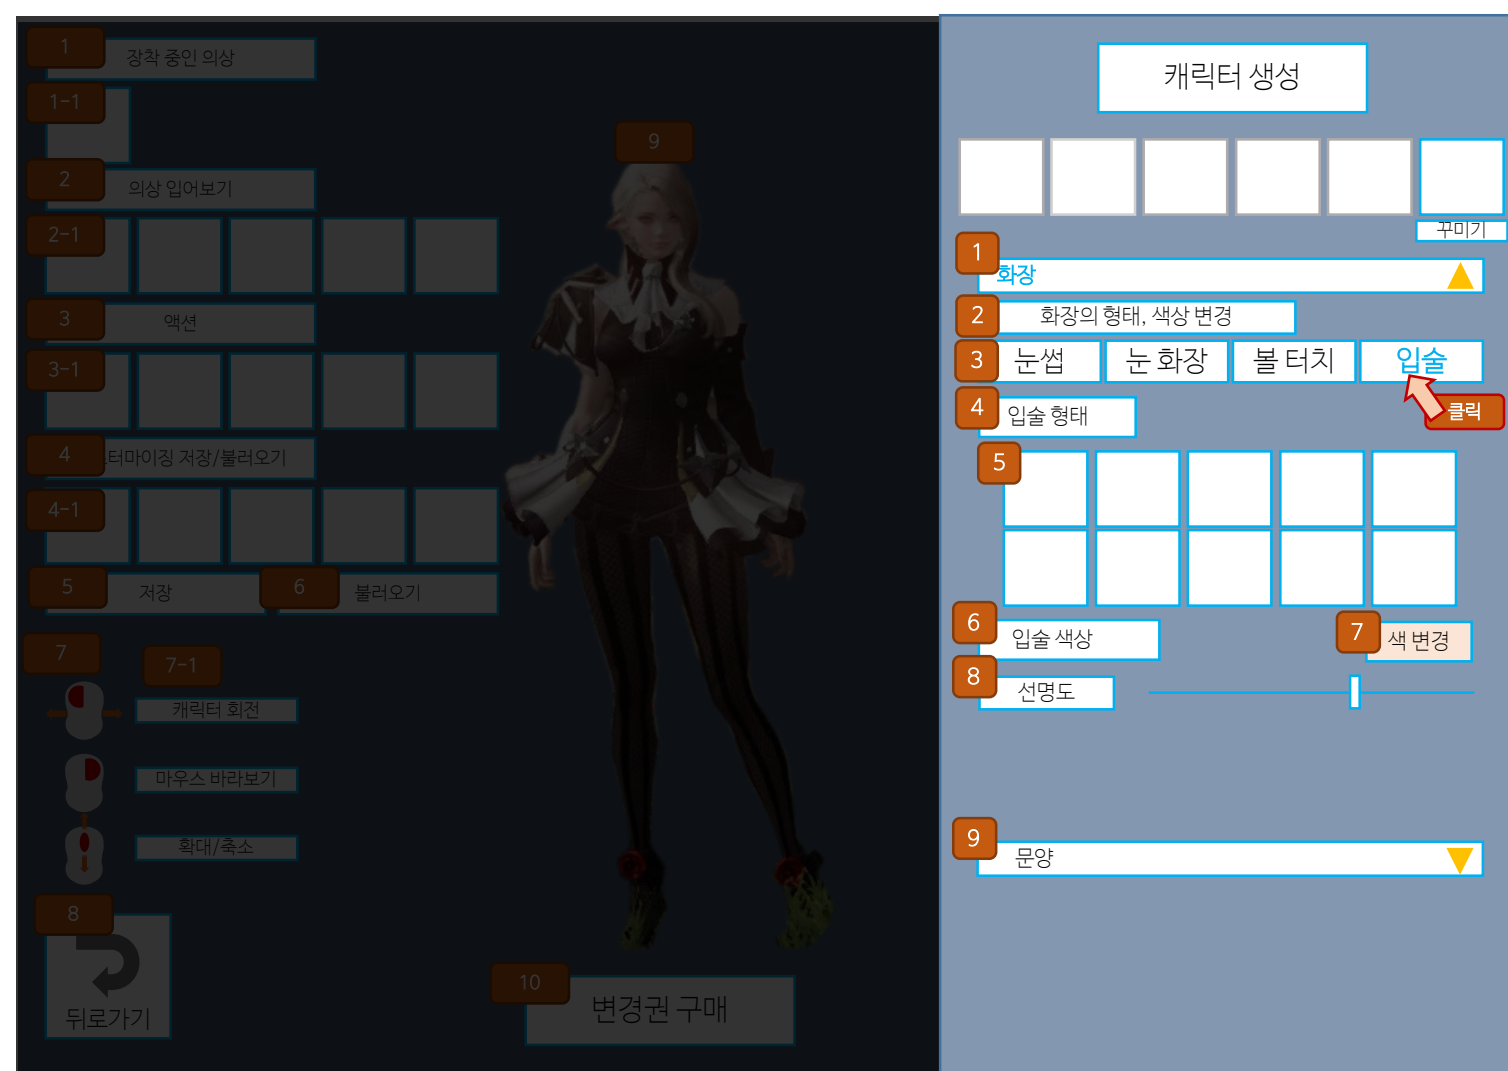 1
장착 중인 의상
1-1
2
의상 입어보기
2-1
3
액션
3-1
4
터마이징 저장/불러오기
4-1
5
저장
6
불러오기
7
7-1
캐릭터 회전
마우스 바라보기
확대/축소
8
뒤로가기
9
10
변경권 구매
캐릭터 생성
꾸미기
1
화장
2
화장의 형태, 색상 변경
3
눈썹
눈 화장
볼 터치
입술
클릭
4
입술 형태
5
6
입술 색상
7
색 변경
8
선명도
9
문양